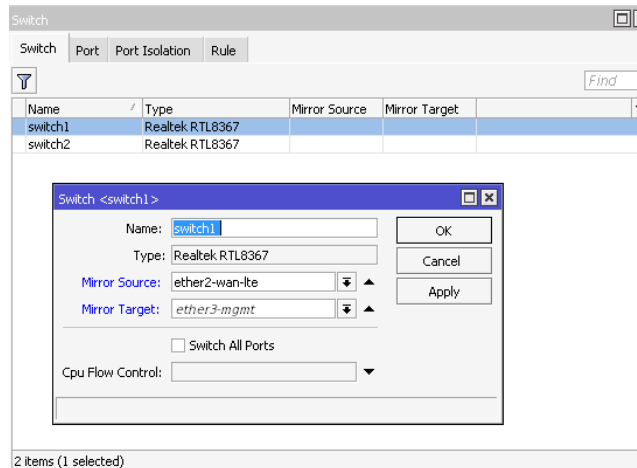 Switch
Switch Port Port Isolation Rule
Find
Name / Type Mirror Source Mirror Target
switch1 Realtek RTL8367
switch2 Realtek RTL8367
Switch <switch1>
Name: switch1 OK
Type: Realtek RTL8367 Cancel
Mirror Source: ether2-wan-lte Apply
Mirror Target: ether3-mgmt
Switch All Ports
Cpu Flow Control:
2 items (1 selected)